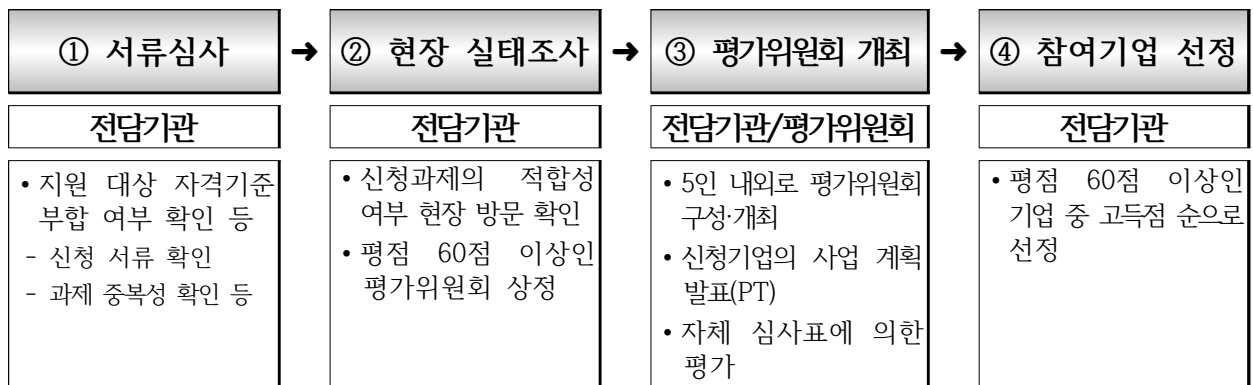 ① 서류심사 ➜ ② 현장 실태조사 ➜ ③ 평가위원회 개최 ➜ ④ 참여기업 선정
전담기관
• 지원 대상 자격기준
부합 여부 확인 등
- 신청 서류 확인
- 과제 중복성 확인 등
전담기관
• 신청과제의 적합성
여부 현장 방문 확인
• 평점 60점 이상인
평가위원회 상정
전담기관/평가위원회
• 5인 내외로 평가위원회
구성·개최
• 신청기업의 사업 계획
발표(PT)
• 자체 심사표에 의한
평가
전담기관
• 평점 60점 이상인
기업 중 고득점 순으로
선정